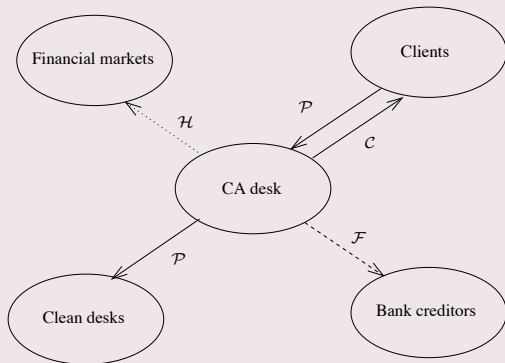 Clients
Financial markets
𝒫
ℋ
𝒞
CA desk
ℱ
𝒫
Bank creditors
Clean desks